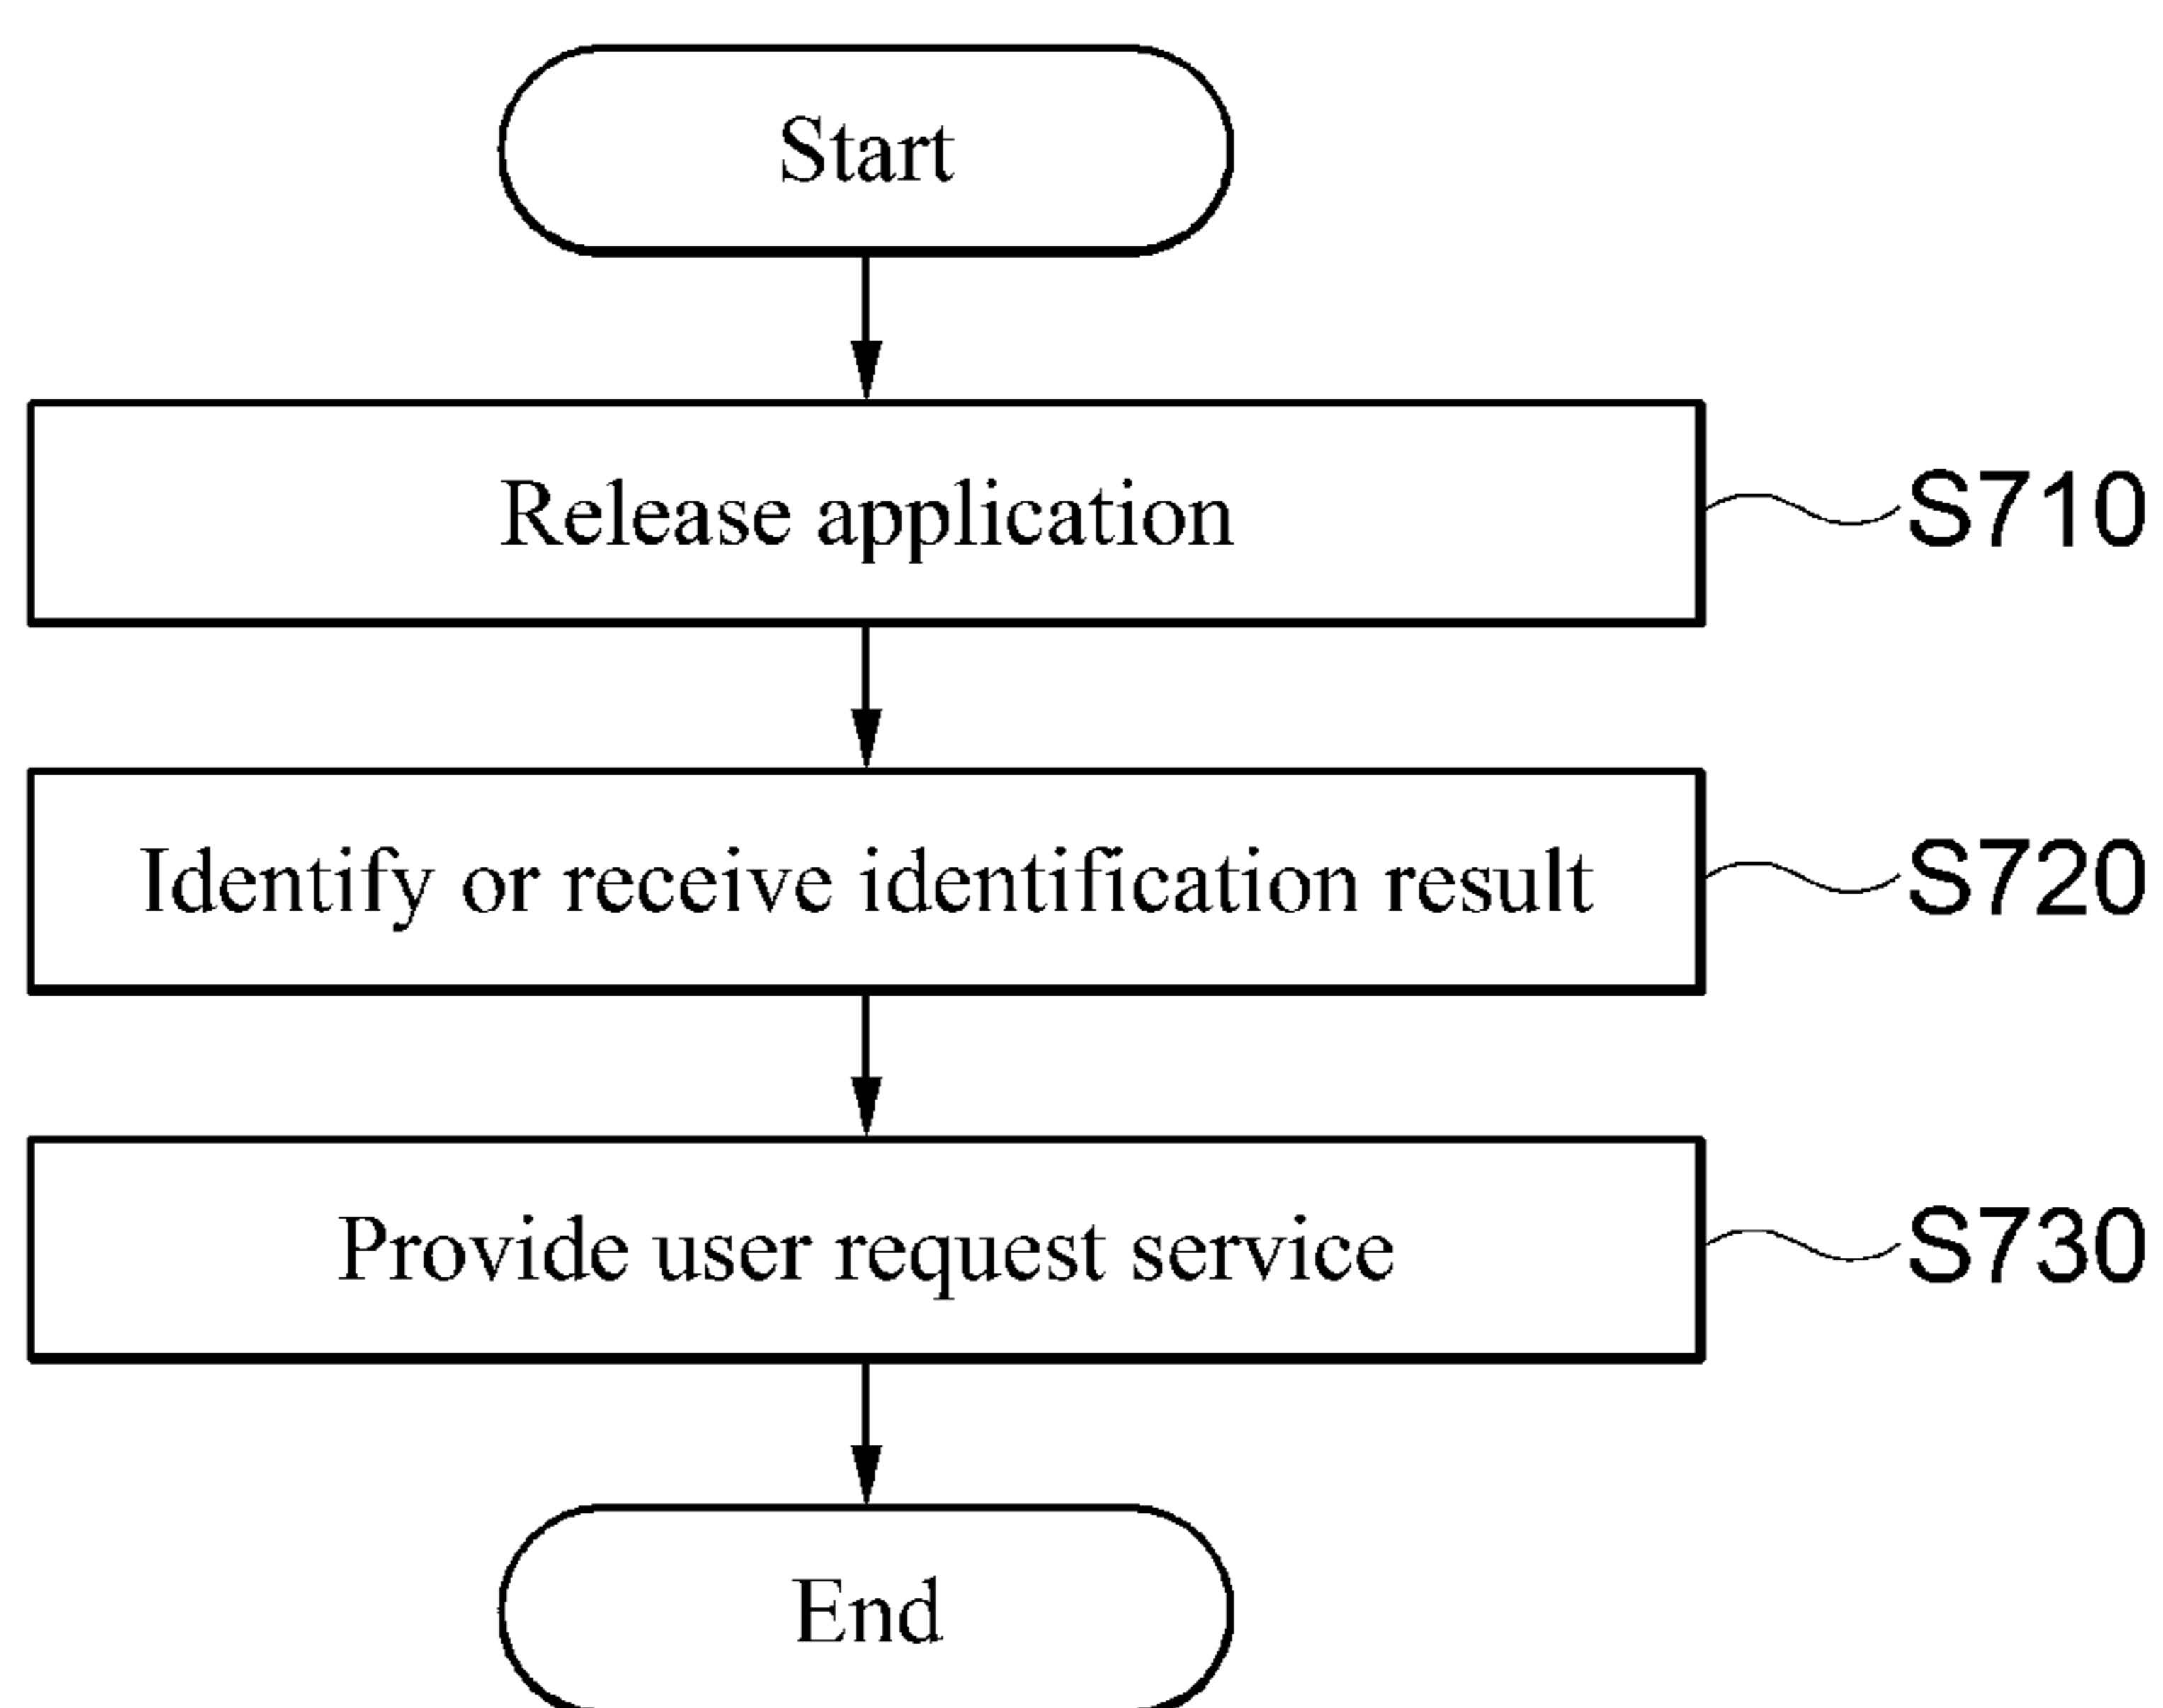 Start
Release application
S710
Identify or receive identification result
S720
Provide user request service
S730
End